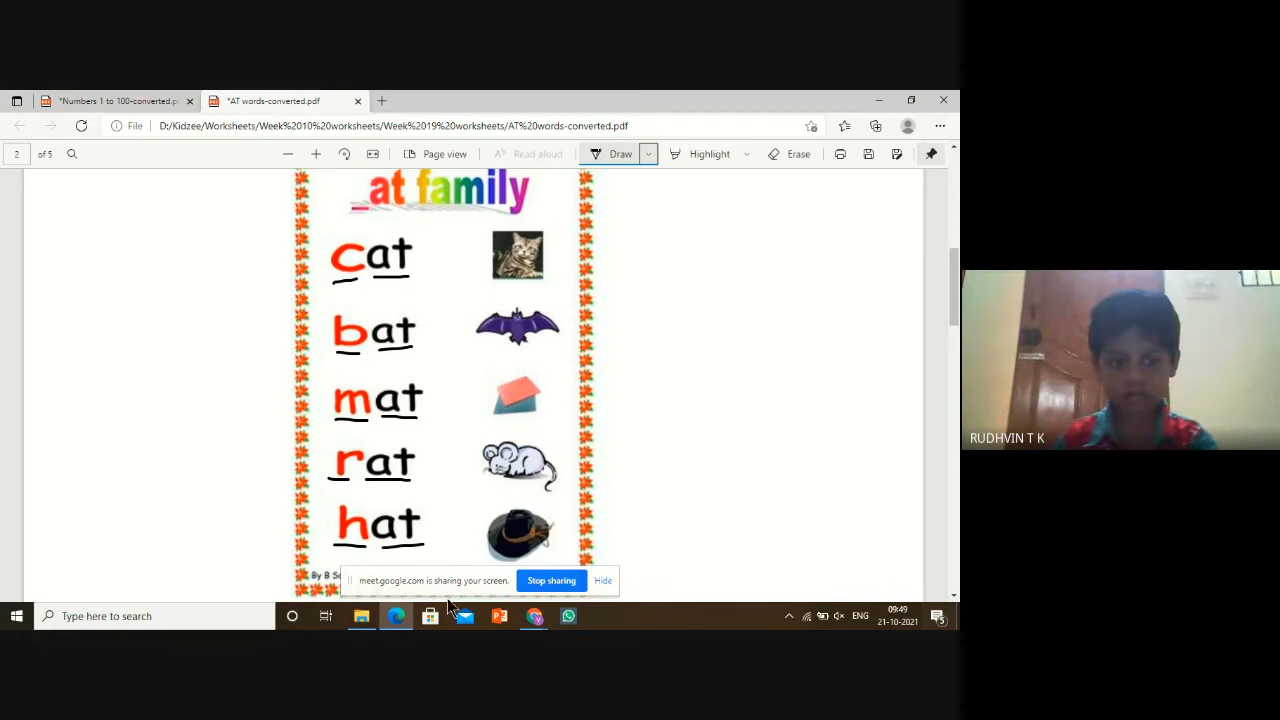 *Numbers 1 to 100-converted.p
*AT words-converted.pdf
File D:/Kidzee/Worksheets/Week%2010%20worksheets/Week%2019%20worksheets/AT%20words-converted.pdf
2 of 5 Page view Read aloud Draw Highlight Erase
_at family
cat
bat
mat
rat
hat
By B
meet.google.com is sharing your screen. Stop sharing Hide
Type here to search
ENG
09:49
21-10-2021
5
RUDHVIN T K